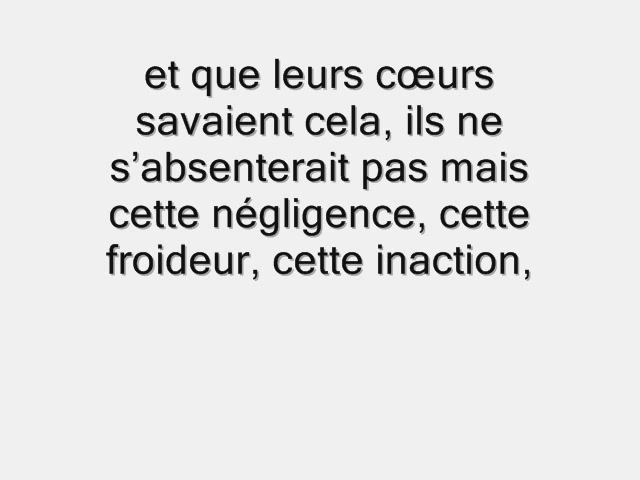 et que leurs cœurs
savaient cela, ils ne
s’absenterait pas mais
cette négligence, cette
froideur, cette inaction,